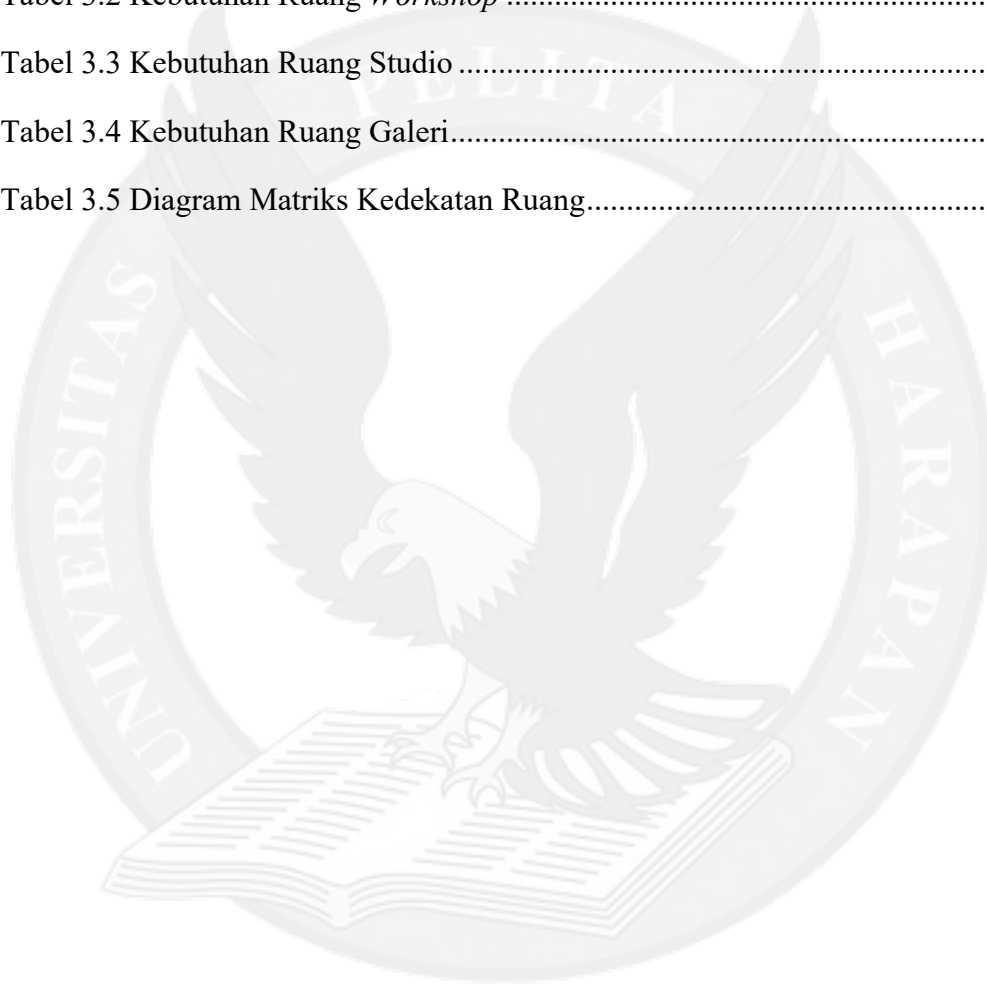 Tabel 3.2 Kebutuhan Ruang Workshop ............................................................
Tabel 3.3 Kebutuhan Ruang Studio ..................................................................
Tabel 3.4 Kebutuhan Ruang Galeri...................................................................
Tabel 3.5 Diagram Matriks Kedekatan Ruang..................................................
UNIVERSITAS PELITA HARAPAN